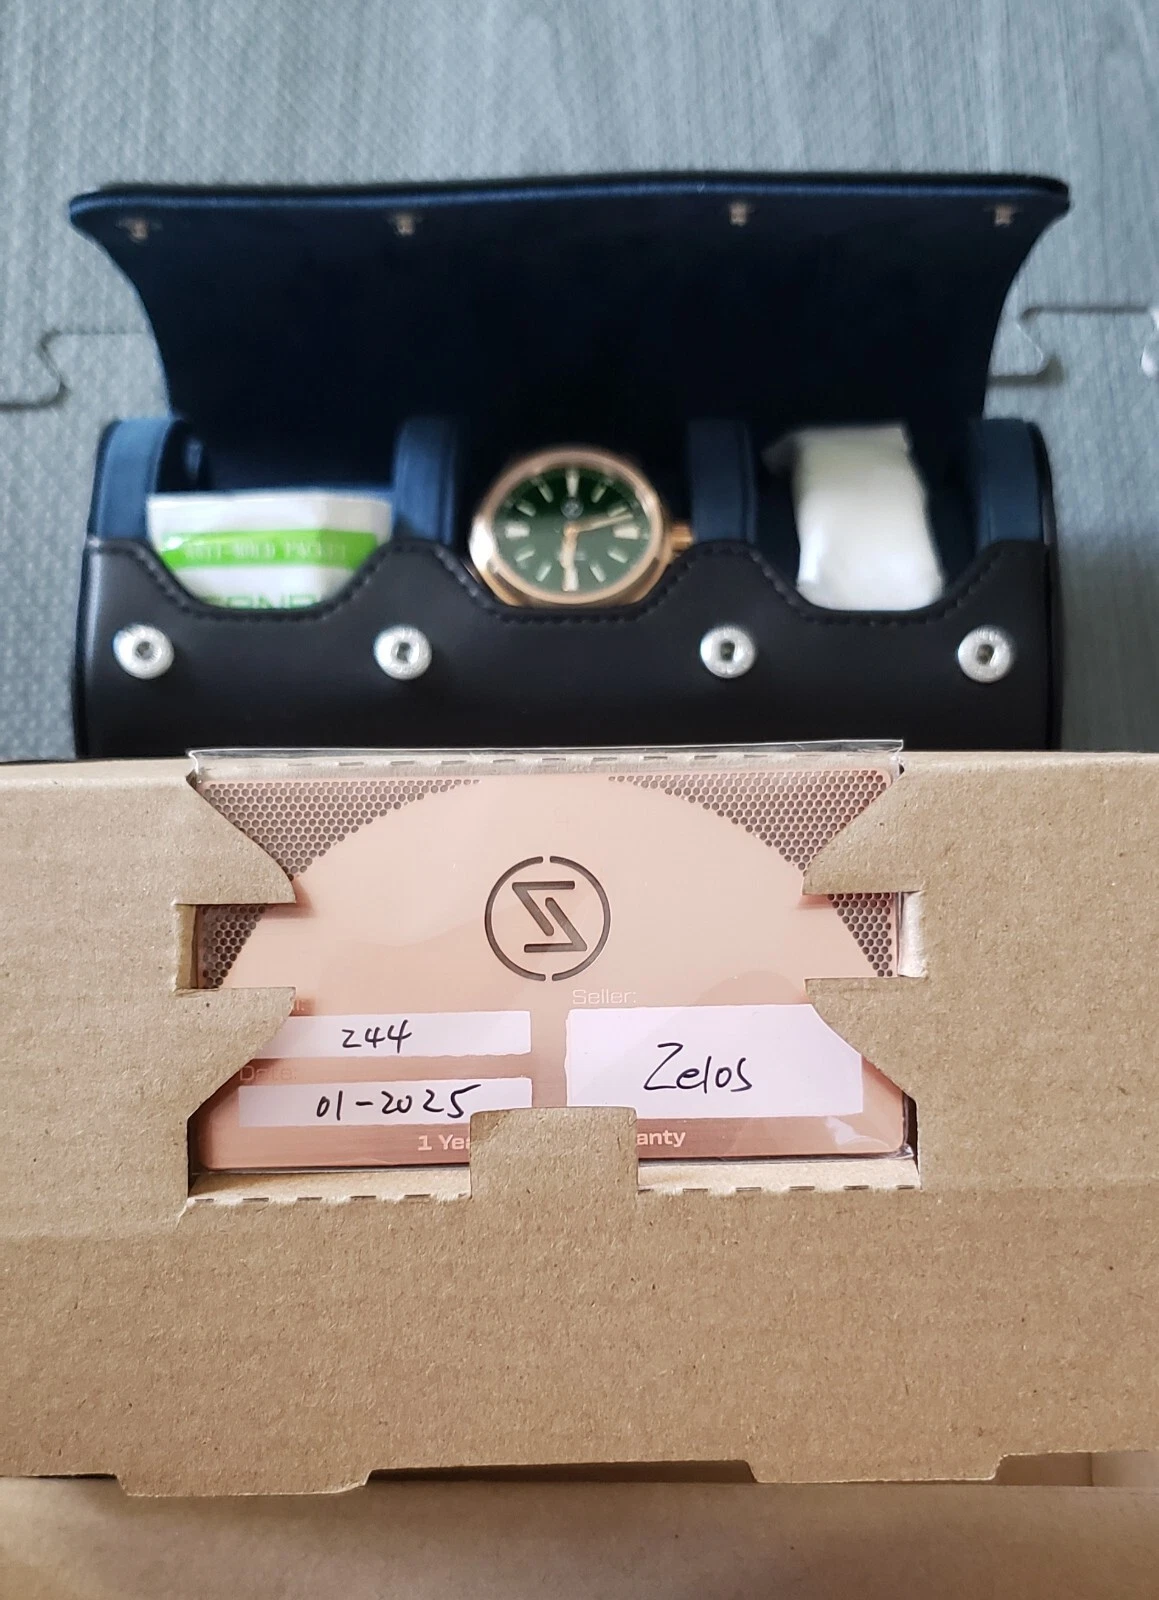 ANTI-MOLD PACKET
Seller:
244
Zelos
Date:
01-2025
1 Yea
anty